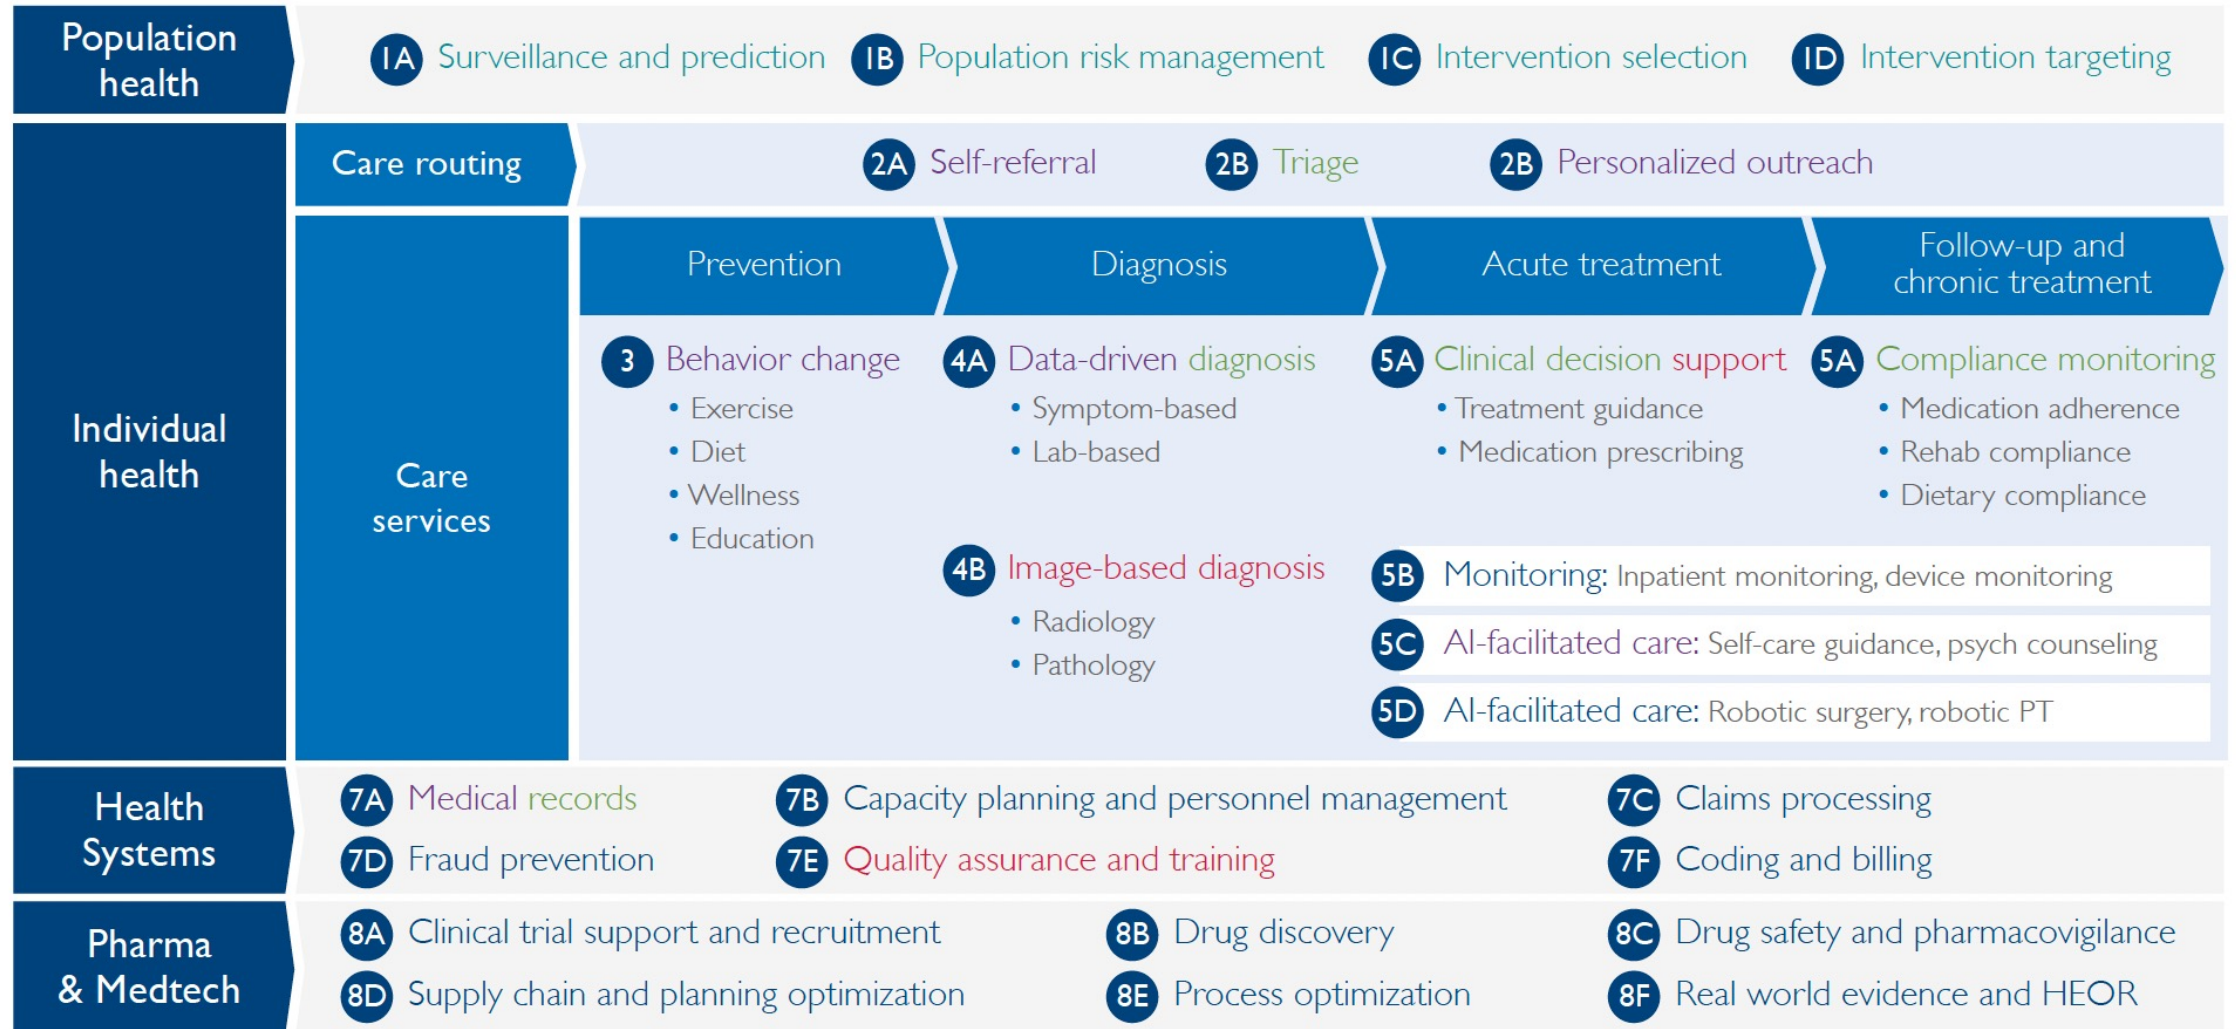 Population
health
1A Surveillance and prediction
1B Population risk management
1C Intervention selection
1D Intervention targeting
Individual
health
Care routing
2A Self-referral
2B Triage
2B Personalized outreach
Care
services
Prevention
3 Behavior change
• Exercise
• Diet
• Wellness
• Education
Diagnosis
4A Data-driven diagnosis
• Symptom-based
• Lab-based
4B Image-based diagnosis
• Radiology
• Pathology
Acute treatment
5A Clinical decision support
• Treatment guidance
• Medication prescribing
Follow-up and
chronic treatment
5A Compliance monitoring
• Medication adherence
• Rehab compliance
• Dietary compliance
5B Monitoring: Inpatient monitoring, device monitoring
5C AI-facilitated care: Self-care guidance, psych counseling
5D AI-facilitated care: Robotic surgery, robotic PT
Health
Systems
7A Medical records
7B Capacity planning and personnel management
7C Claims processing
7D Fraud prevention
7E Quality assurance and training
7F Coding and billing
Pharma
& Medtech
8A Clinical trial support and recruitment
8B Drug discovery
8C Drug safety and pharmacovigilance
8D Supply chain and planning optimization
8E Process optimization
8F Real world evidence and HEOR